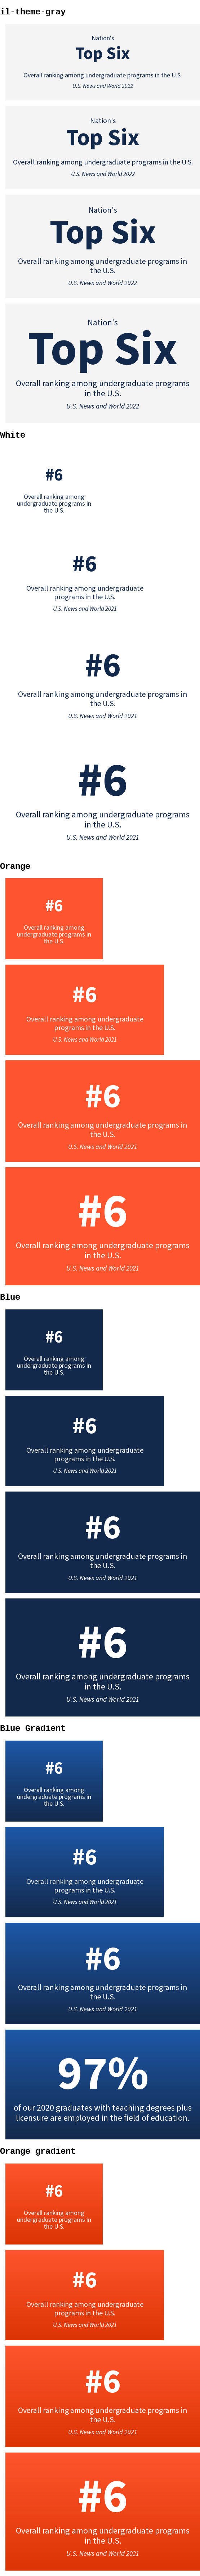 il-theme-gray
Nation's
Top Six
Overall ranking among undergraduate programs in the U.S.
U.S. News and World 2022
Nation's
Top Six
Overall ranking among undergraduate programs in the U.S.
U.S. News and World 2022
Nation's
Top Six
Overall ranking among undergraduate programs in
the U.S.
U.S. News and World 2022
Nation's
Top Six
Overall ranking among undergraduate programs
in the U.S.
U.S. News and World 2022
White
#6
Overall ranking among
undergraduate programs in
the U.S.
#6
Overall ranking among undergraduate
programs in the U.S.
U.S. News and World 2021
#6
Overall ranking among undergraduate programs in
the U.S.
U.S. News and World 2021
#6
Overall ranking among undergraduate programs
in the U.S.
U.S. News and World 2021
Orange
#6
Overall ranking among
undergraduate programs in
the U.S.
#6
Overall ranking among undergraduate
programs in the U.S.
U.S. News and World 2021
#6
Overall ranking among undergraduate programs in
the U.S.
U.S. News and World 2021
#6
Overall ranking among undergraduate programs
in the U.S.
U.S. News and World 2021
Blue
#6
Overall ranking among
undergraduate programs in
the U.S.
#6
Overall ranking among undergraduate
programs in the U.S.
U.S. News and World 2021
#6
Overall ranking among undergraduate programs in
the U.S.
U.S. News and World 2021
#6
Overall ranking among undergraduate programs
in the U.S.
U.S. News and World 2021
Blue Gradient
#6
Overall ranking among
undergraduate programs in
the U.S.
#6
Overall ranking among undergraduate
programs in the U.S.
U.S. News and World 2021
#6
Overall ranking among undergraduate programs in
the U.S.
U.S. News and World 2021
97%
of our 2020 graduates with teaching degrees plus
licensure are employed in the field of education.
Orange gradient
#6
Overall ranking among
undergraduate programs in
the U.S.
#6
Overall ranking among undergraduate
programs in the U.S.
U.S. News and World 2021
#6
Overall ranking among undergraduate programs in
the U.S.
U.S. News and World 2021
#6
Overall ranking among undergraduate programs
in the U.S.
U.S. News and World 2021